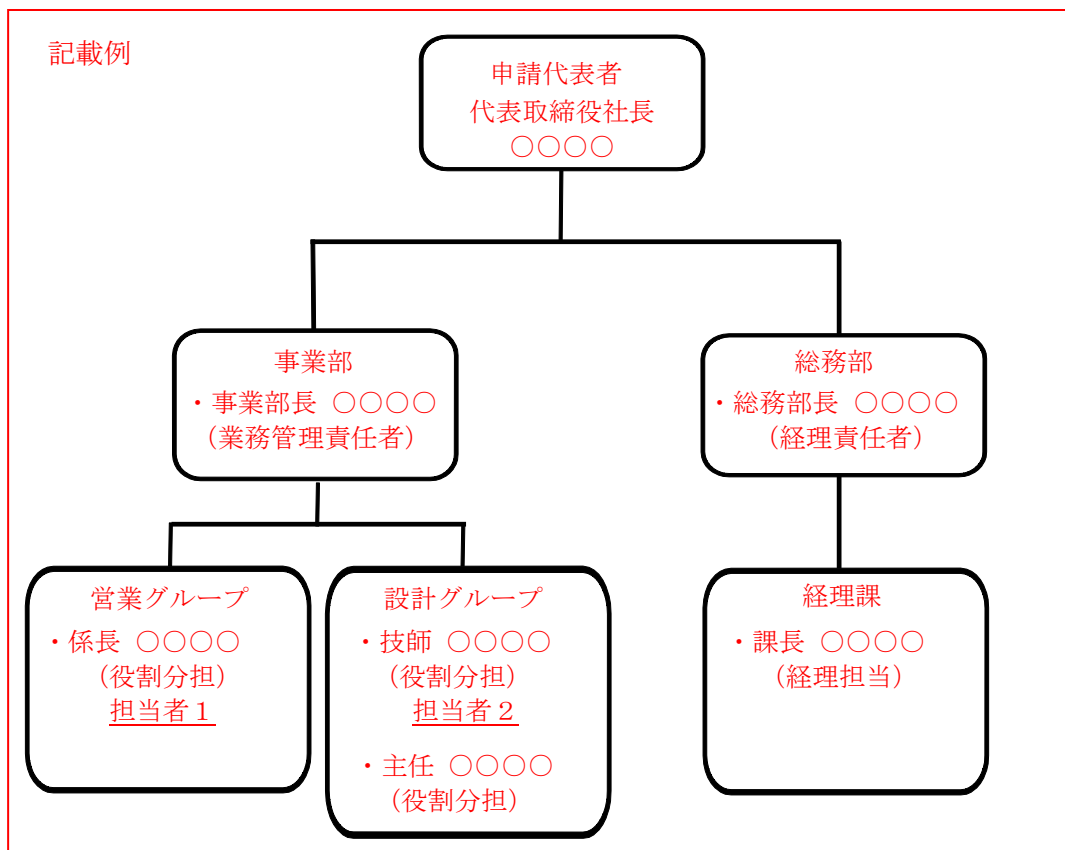 記載例
申請代表者
代表取締役社長
○○○○
事業部
・事業部長 ○○○○
(業務管理責任者)
総務部
・総務部長 ○○○○
(経理責任者)
営業グループ
・係長 ○○○○
(役割分担)
担当者1
設計グループ
・技師 ○○○○
(役割分担)
担当者2
・主任 ○○○○
(役割分担)
経理課
・課長 ○○○○
(経理担当)